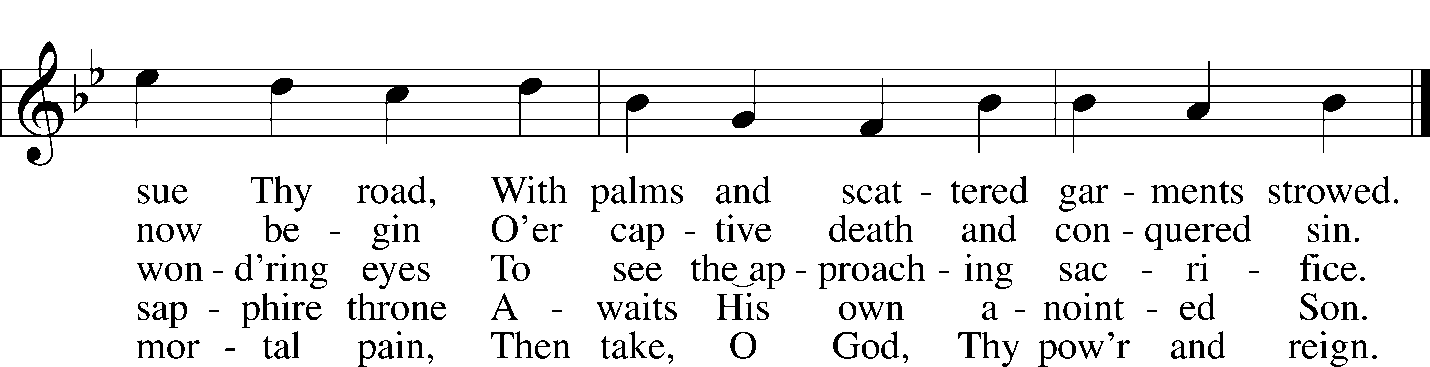 sue Thy road, With palms and scat - tered gar - ments strowed.
now be - gin O'er cap - tive death and con - quered sin.
won - d'ring eyes To see the ap - proach - ing sac - ri - fice.
sap - phire throne A - waits His own a - noint - ed Son.
mor - tal pain, Then take, O God, Thy pow'r and reign.